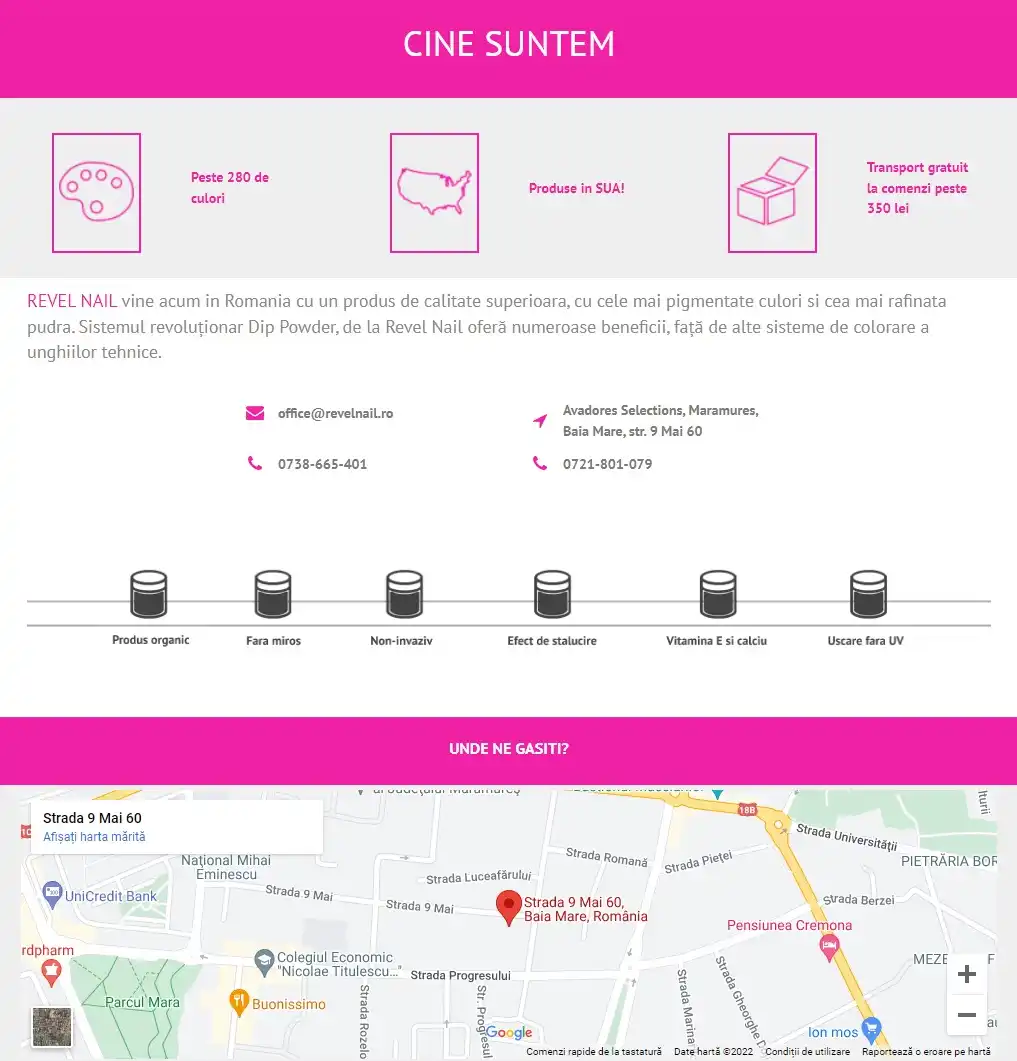 CINE SUNTEM
Peste 280 de
culori
Produse in SUA!
Transport gratuit
la comenzi peste
350 lei
REVEL NAIL vine acum in Romania cu un produs de calitate superioara, cu cele mai pigmentate culori si cea mai rafinata
pudra. Sistemul revoluționar Dip Powder, de la Revel Nail oferă numeroase beneficii, față de alte sisteme de colorare a
unghiilor tehnice.
office@revelnail.ro
Avadores Selections, Maramures,
Baia Mare, str. 9 Mai 60
0738-665-401
0721-801-079
Produs organic
Fara miros
Non-invaziv
Efect de stalucire
Vitamina E si calciu
Uscare fara UV
UNDE NE GASITI?
Strada 9 Mai 60
Afișați harta mărită
al Județului Maramureș
18B
Strada Universității
PIETRĂRIA BOR
Național Mihai
Eminescu
Strada Luceafărului
Strada Romană
Strada Pieței
UniCredit Bank
Strada 9 Mai
Strada 9 Mai
Strada 9 Mai 60,
Baia Mare, România
Strada Berzei
Pensiunea Cremona
rdpharm
Colegiul Economic
"Nicolae Titulescu..."
Strada Progresului
MEZE
Parcul Mara
Buonissimo
Strada Rozelo
Str. Progresul
Strada Marina
Strada Gheorghe D
Google
Ion mos
Comenzi rapide de la tastatură
Date hartă ©2022
Condiții de utilizare
Raportează o eroare pe hartă